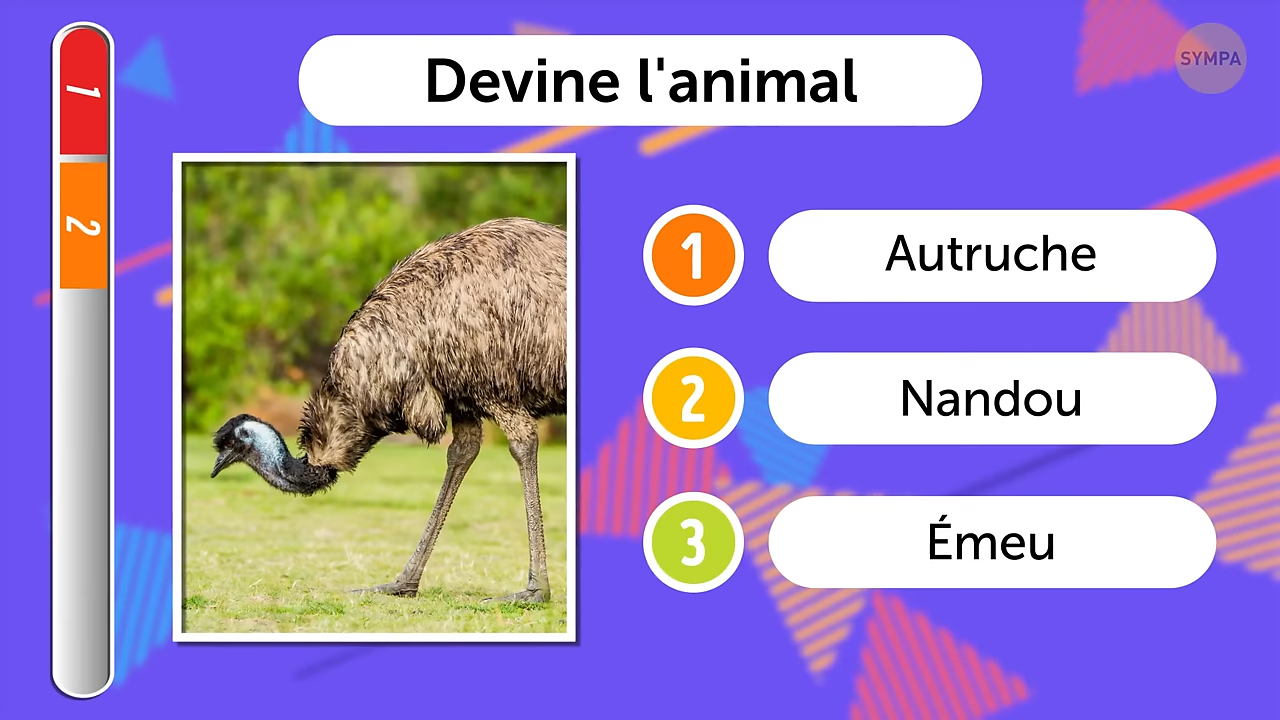 Devine l'animal
SYMPA
1
2
1
Autruche
2
Nandou
3
Émeu